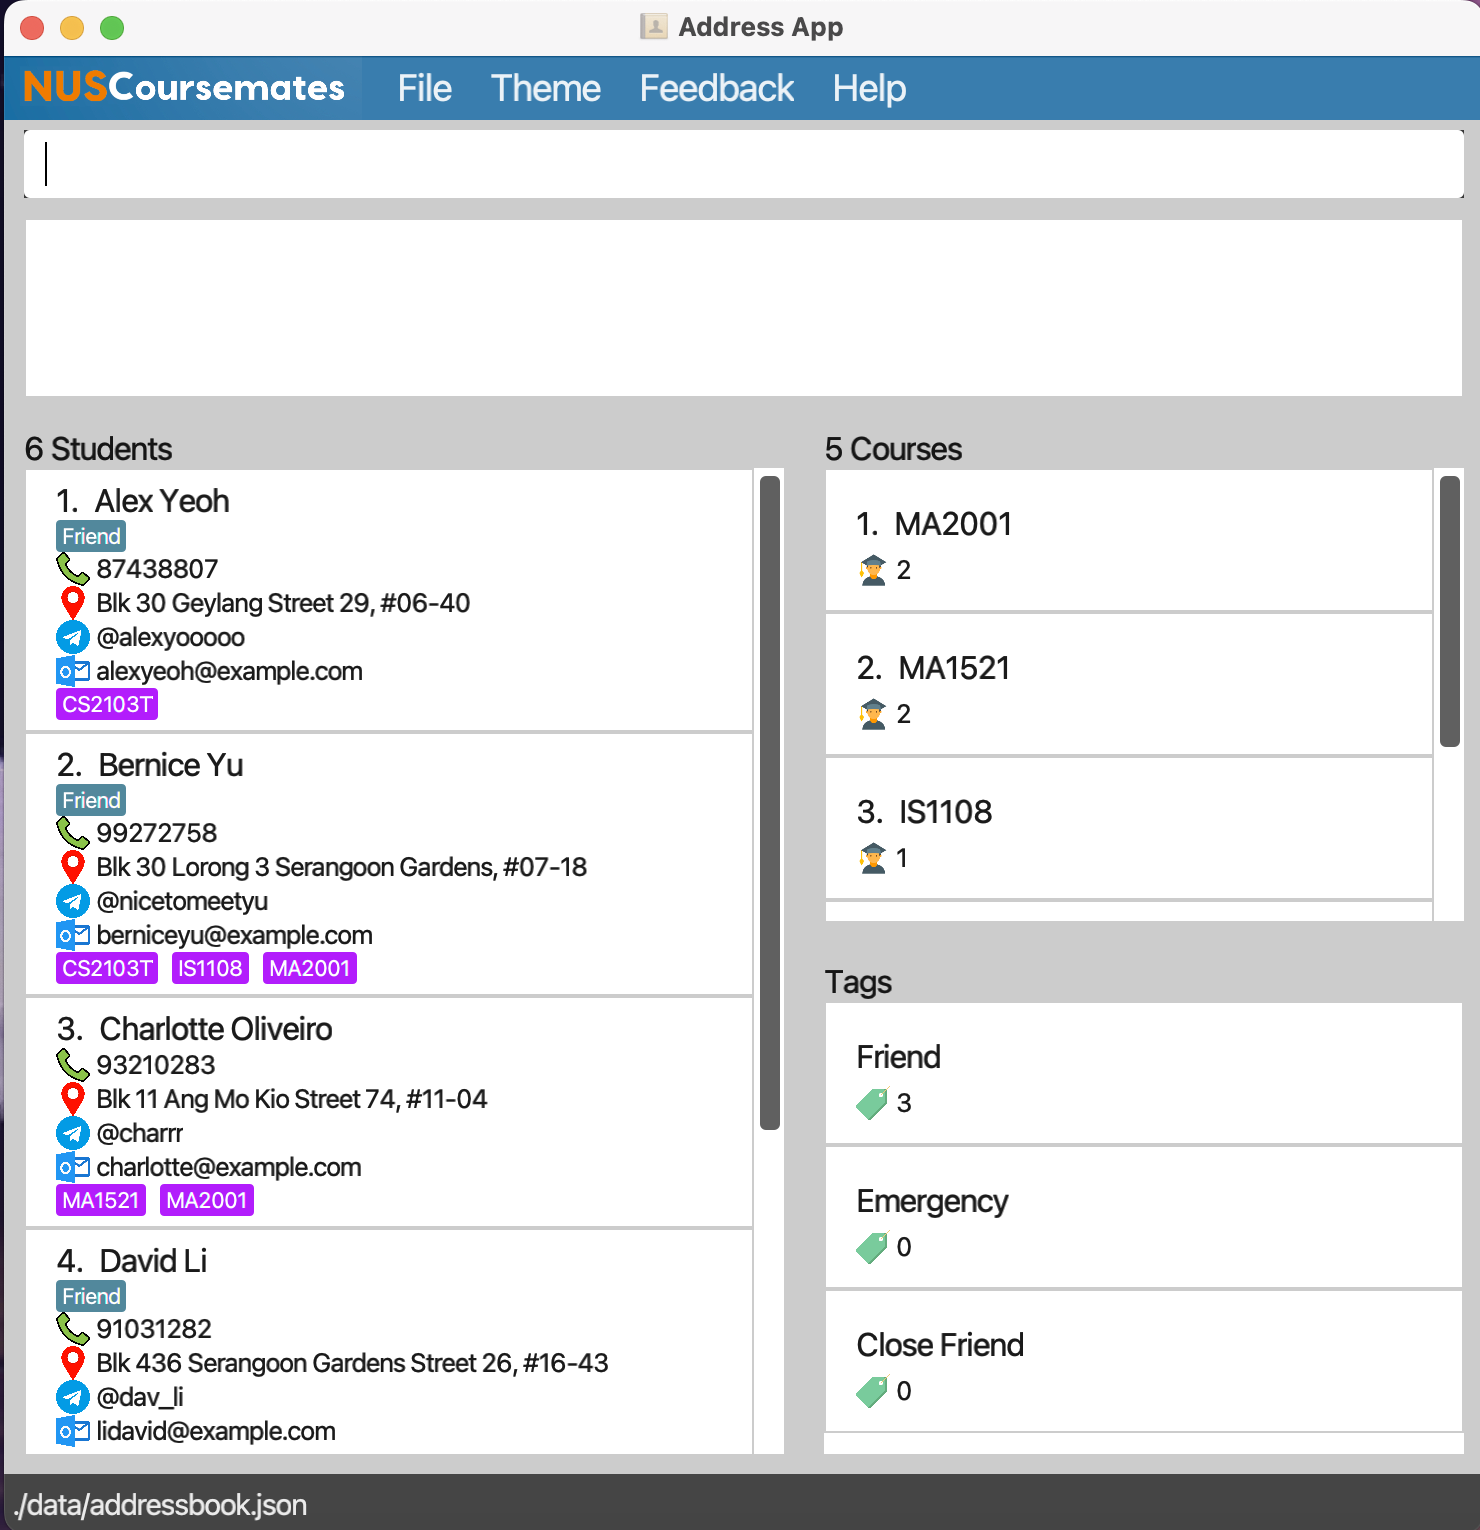 Address App
NUSCoursemates File Theme Feedback Help
6 Students
1. Alex Yeoh
Friend
87438807
Blk 30 Geylang Street 29, #06-40
@alexyooooo
alexyeoh@example.com
CS2103T
2. Bernice Yu
Friend
99272758
Blk 30 Lorong 3 Serangoon Gardens, #07-18
@nicetomeetyu
berniceyu@example.com
CS2103T IS1108 MA2001
3. Charlotte Oliveiro
93210283
Blk 11 Ang Mo Kio Street 74, #11-04
@charrr
charlotte@example.com
MA1521 MA2001
4. David Li
Friend
91031282
Blk 436 Serangoon Gardens Street 26, #16-43
@dav_li
lidavid@example.com
5 Courses
1. MA2001
2
2. MA1521
2
3. IS1108
1
Tags
Friend
3
Emergency
0
Close Friend
0
./data/addressbook.json